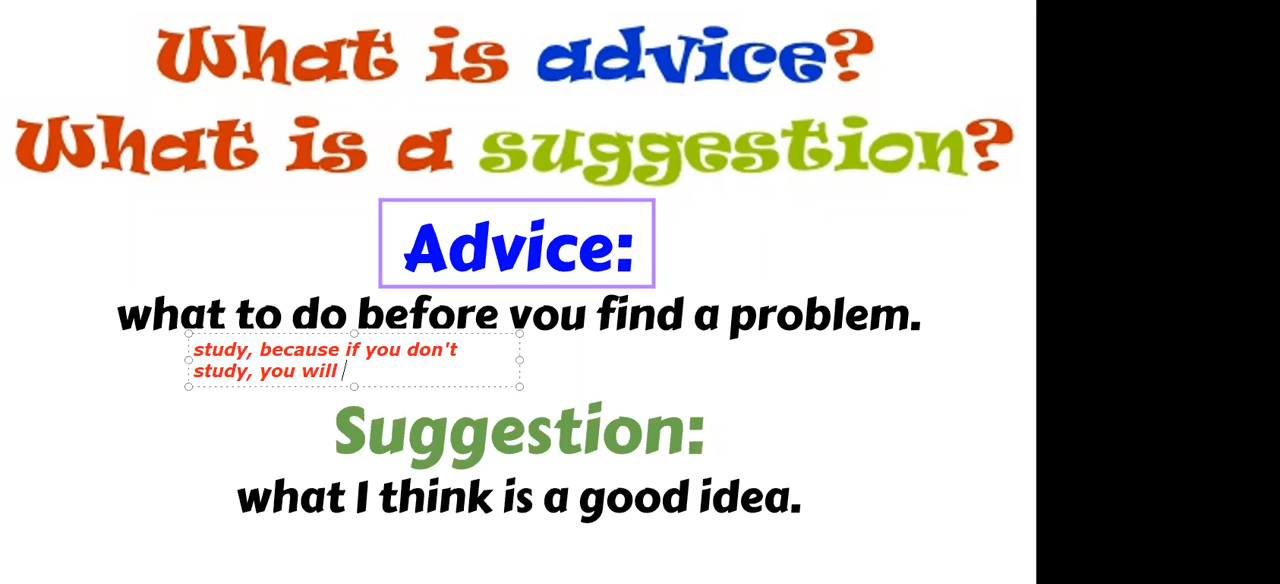 What is advice?
What is a suggestion?
Advice:
what to do before you find a problem.
study, because if you don't
study, you will
Suggestion:
what I think is a good idea.